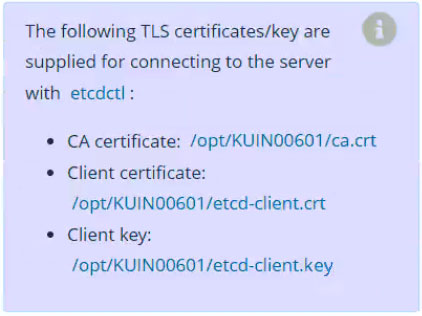 The following TLS certificates/key are
supplied for connecting to the server
with etcdctl :
• CA certificate: /opt/KUIN00601/ca.crt
• Client certificate:
/opt/KUIN00601/etcd-client.crt
• Client key:
/opt/KUIN00601/etcd-client.key